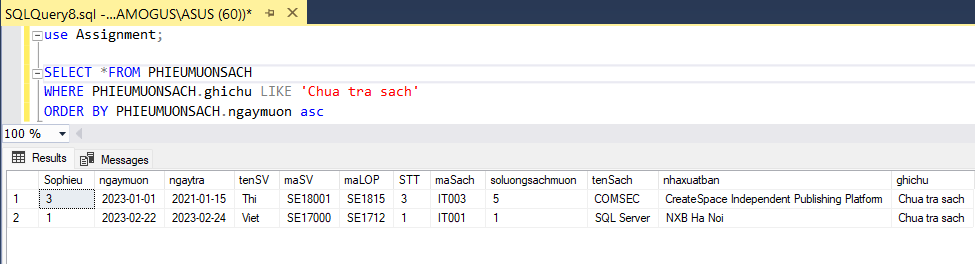 SQLQuery8.sql -...AMOGUS\ASUS (60))*
use Assignment;
SELECT *FROM PHIEUMUONSACH
WHERE PHIEUMUONSACH.ghichu LIKE 'Chua tra sach'
ORDER BY PHIEUMUONSACH.ngaymuon asc
100 %
Results Messages
Sophieu ngaymuon ngaytra tenSV maSV maLOP STT maSach soluongsachmuon tenSach nhaxuatban ghichu
1 3 2023-01-01 2021-01-15 Thi SE18001 SE1815 3 IT003 5 COMSEC CreateSpace Independent Publishing Platform Chua tra sach
2 1 2023-02-22 2023-02-24 Viet SE17000 SE1712 1 IT001 1 SQL Server NXB Ha Noi Chua tra sach